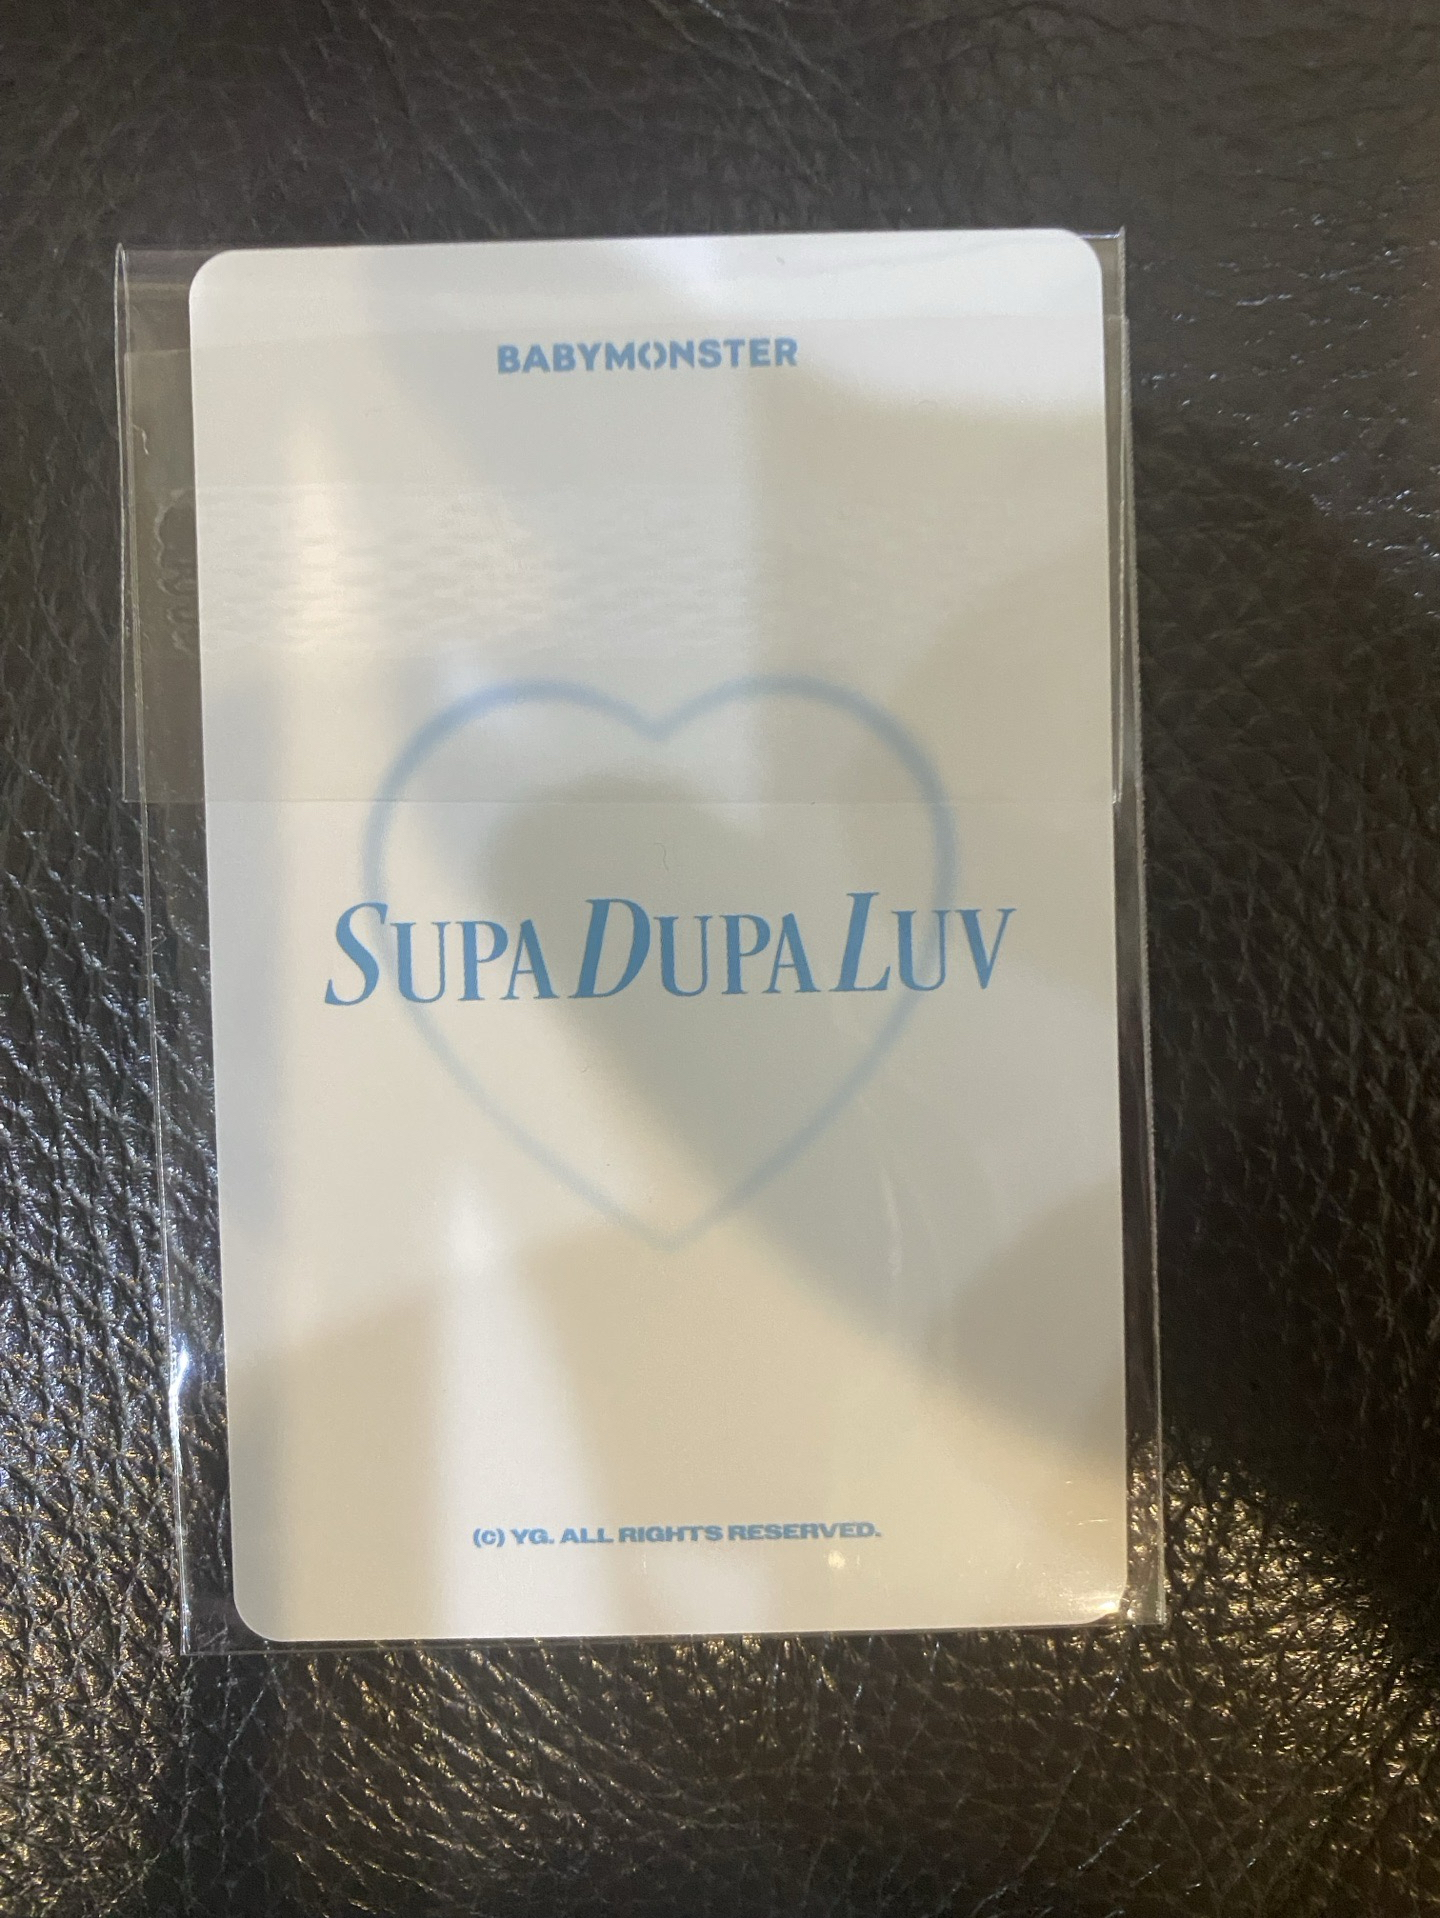 BABYMONSTER
SUPA DUPA LUV
(c) YG. ALL RIGHTS RESERVED.